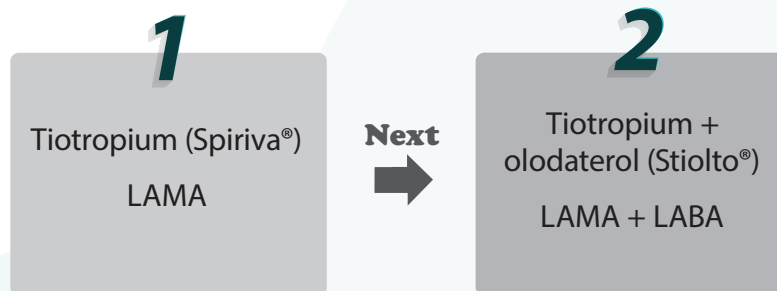 1
Tiotropium (Spiriva®)
LAMA
Next
2
Tiotropium +
olodaterol (Stiolto®)
LAMA + LABA